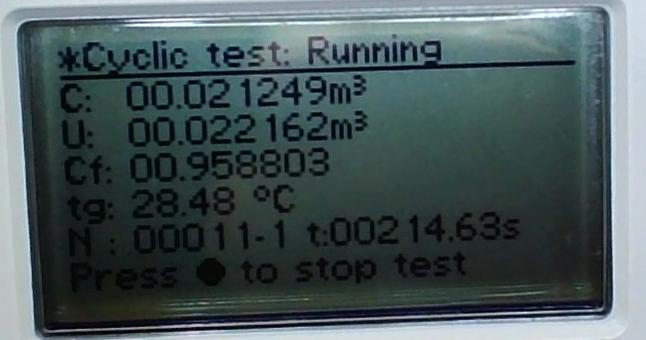 *Cyclic test: Running
C: 00.021249m³
U: 00.022162m³
Cf: 00.958803
tg: 28.48 °C
N : 00011-1 t:00214.63s
Press ● to stop test